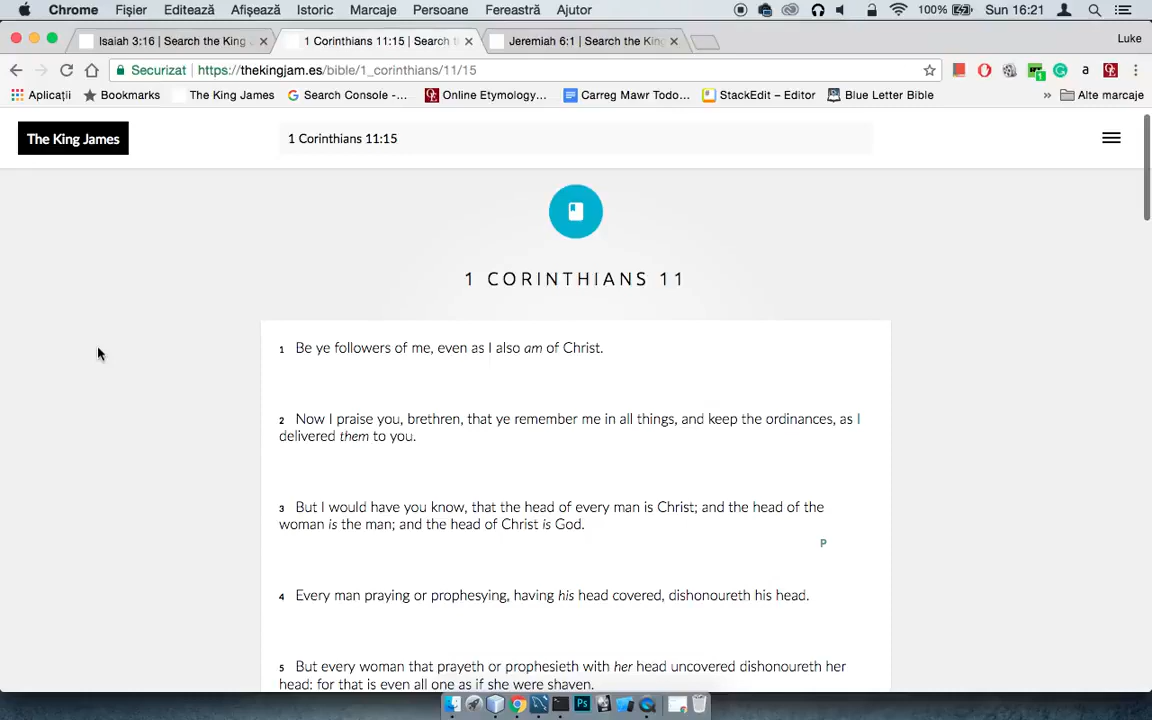 Chrome Fișier Editează Afișează Istoric Marcaje Persoane Fereastră Ajutor 100% Sun 16:21
Isaiah 3:16 | Search the King 1 Corinthians 11:15 | Search t Jeremiah 6:1 | Search the King Luke
Securizat https://thekingjam.es/bible/1_corinthians/11/15
Aplicații Bookmarks The King James Search Console -... Online Etymology... Carreg Mawr Todo... StackEdit – Editor Blue Letter Bible » Alte marcaje
The King James 1 Corinthians 11:15
1 CORINTHIANS 11
1 Be ye followers of me, even as I also am of Christ.
2 Now I praise you, brethren, that ye remember me in all things, and keep the ordinances, as I
delivered them to you.
3 But I would have you know, that the head of every man is Christ; and the head of the
woman is the man; and the head of Christ is God.
P
4 Every man praying or prophesying, having his head covered, dishonoureth his head.
5 But every woman that prayeth or prophesieth with her head uncovered dishonoureth her
head: for that is even all one as if she were shaven.